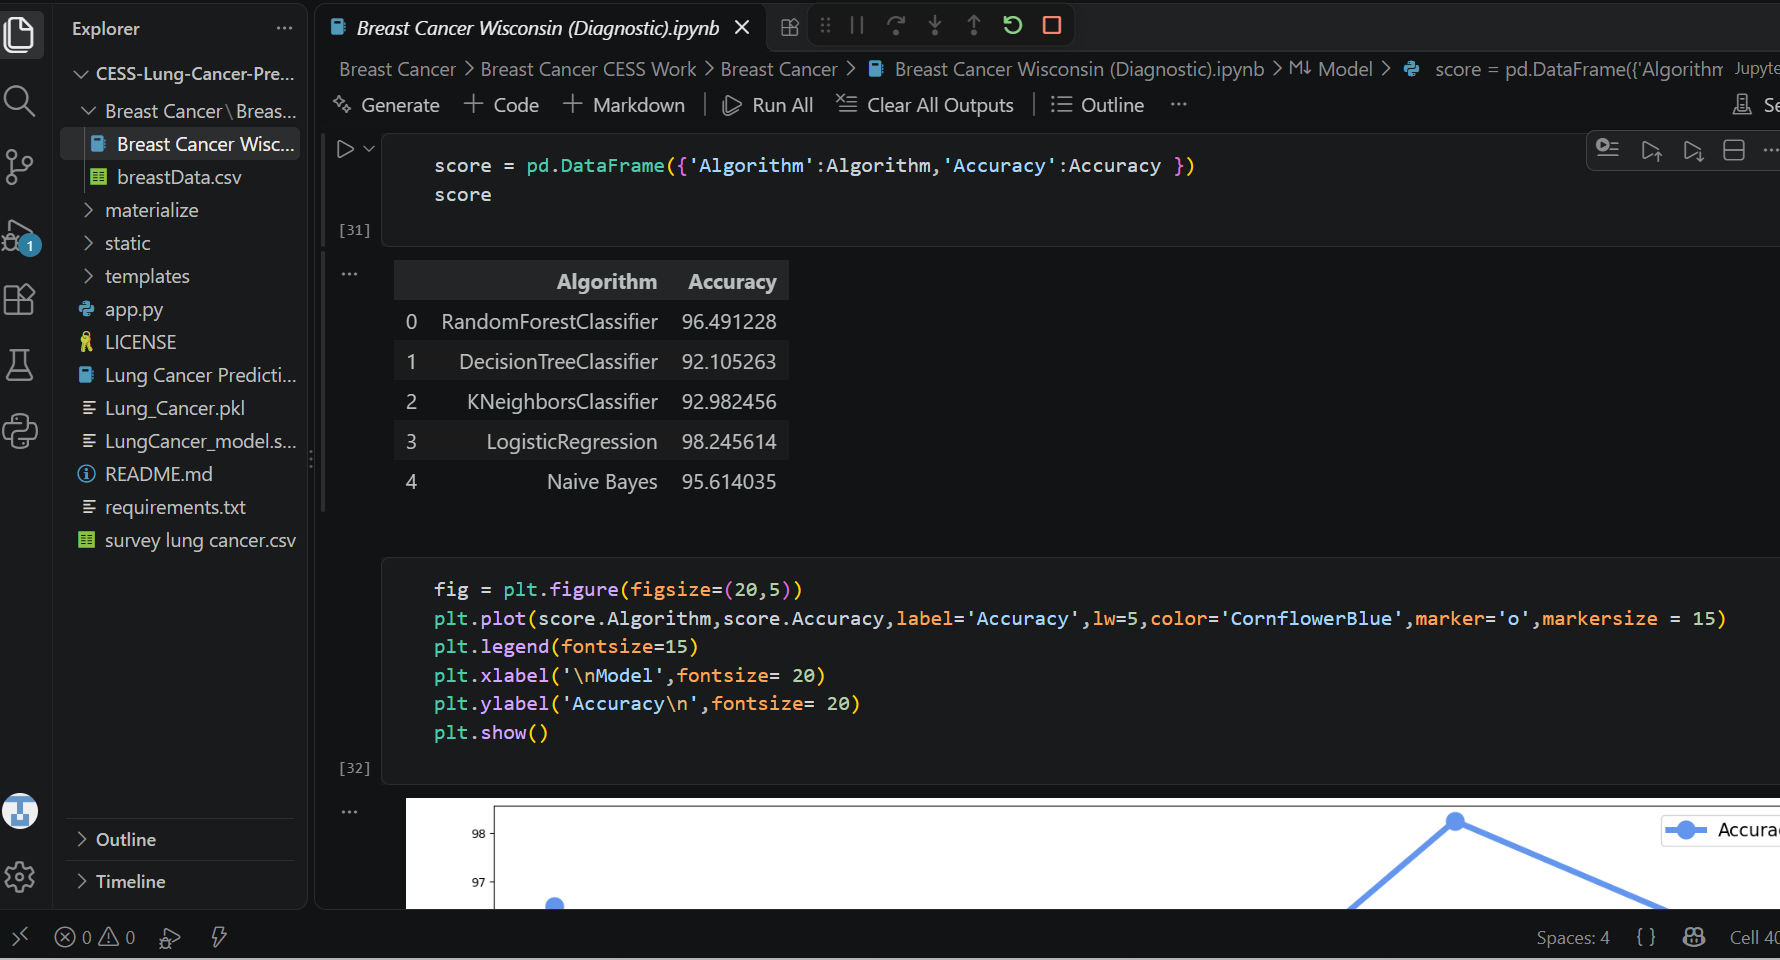 Explorer
CESS-Lung-Cancer-Pre...
Breast Cancer\Breas...
Breast Cancer Wisc...
breastData.csv
materialize
static
templates
app.py
LICENSE
Lung Cancer Predicti...
Lung_Cancer.pkl
LungCancer_model.s...
README.md
requirements.txt
survey lung cancer.csv
Outline
Timeline
1
Breast Cancer Wisconsin (Diagnostic).ipynb
Breast Cancer > Breast Cancer CESS Work > Breast Cancer > Breast Cancer Wisconsin (Diagnostic).ipynb > M↓ Model > score = pd.DataFrame({'Algorithm Jupyte
Generate + Code + Markdown Run All Clear All Outputs Outline ... Se
score = pd.DataFrame({'Algorithm':Algorithm,'Accuracy':Accuracy })
score
[31]
Algorithm Accuracy
0 RandomForestClassifier 96.491228
1 DecisionTreeClassifier 92.105263
2 KNeighborsClassifier 92.982456
3 LogisticRegression 98.245614
4 Naive Bayes 95.614035
fig = plt.figure(figsize=(20,5))
plt.plot(score.Algorithm,score.Accuracy,label='Accuracy',lw=5,color='CornflowerBlue',marker='o',markersize = 15)
plt.legend(fontsize=15)
plt.xlabel('\nModel',fontsize= 20)
plt.ylabel('Accuracy\n',fontsize= 20)
plt.show()
[32]
98
Accura
97
0 0
Spaces: 4 { } Cell 40